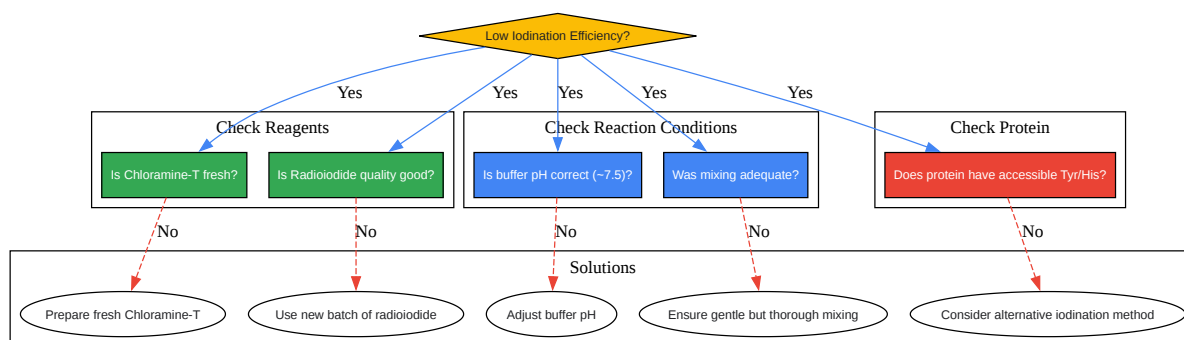 Low Iodination Efficiency?
Yes
Yes
Yes
Yes
Yes
Check Reagents
Check Reaction Conditions
Check Protein
Is Chloramine-T fresh?
Is Radioiodide quality good?
Is buffer pH correct (~7.5)?
Was mixing adequate?
Does protein have accessible Tyr/His?
No
No
No
No
No
Solutions
Prepare fresh Chloramine-T
Use new batch of radioiodide
Adjust buffer pH
Ensure gentle but thorough mixing
Consider alternative iodination method